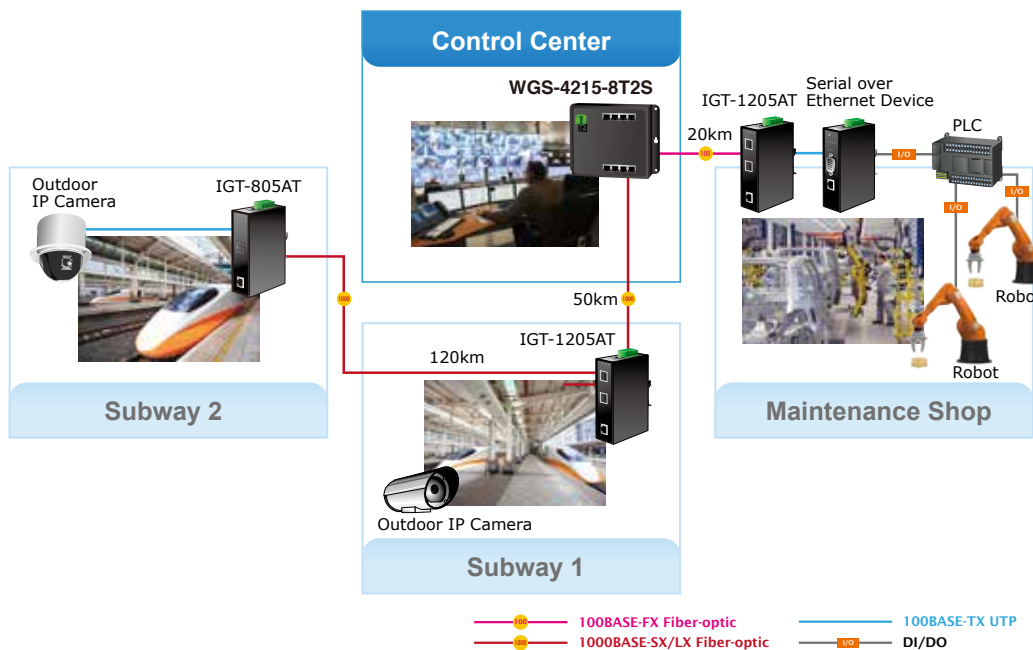 Control Center
WGS-4215-8T2S
20km
100
IGT-1205AT
Serial over
Ethernet Device
PLC
I/O
I/O
I/O
Robot
Robot
Maintenance Shop
Outdoor
IP Camera
IGT-805AT
1000
Subway 2
50km
1000
120km
IGT-1205AT
Outdoor IP Camera
Subway 1
100
100BASE-FX Fiber-optic
100BASE-TX UTP
1000
1000BASE-SX/LX Fiber-optic
I/O
DI/DO